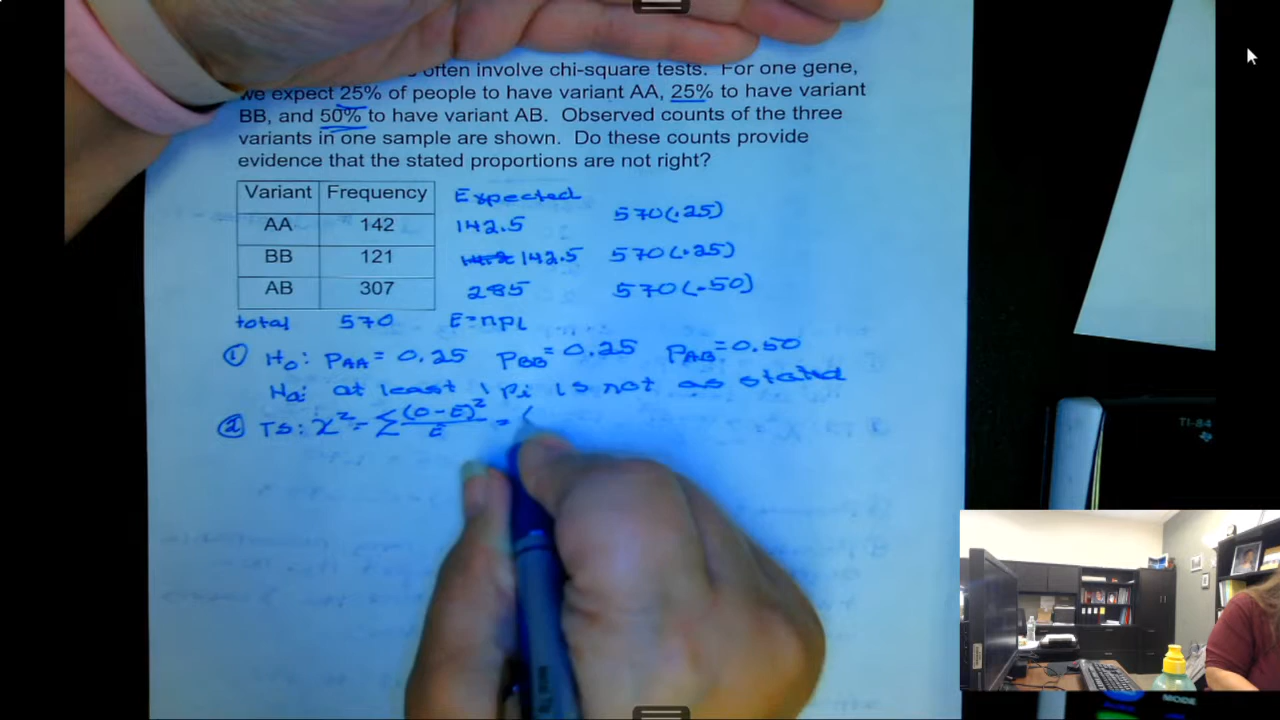 often involve chi-square tests. For one gene,
we expect 25% of people to have variant AA, 25% to have variant
BB, and 50% to have variant AB. Observed counts of the three
variants in one sample are shown. Do these counts provide
evidence that the stated proportions are not right?
Variant Frequency Expected
AA 142 142.5 570(.25)
BB 121 142.5 570(.25)
AB 307 285 570(.50)
total 570 E=npi
① H₀: pAA = 0.25 pBB = 0.25 pAB = 0.50
Ha: at least 1 pi is not as stated
② TS: χ² = Σ (O-E)²/E = (
TI-84
MODE